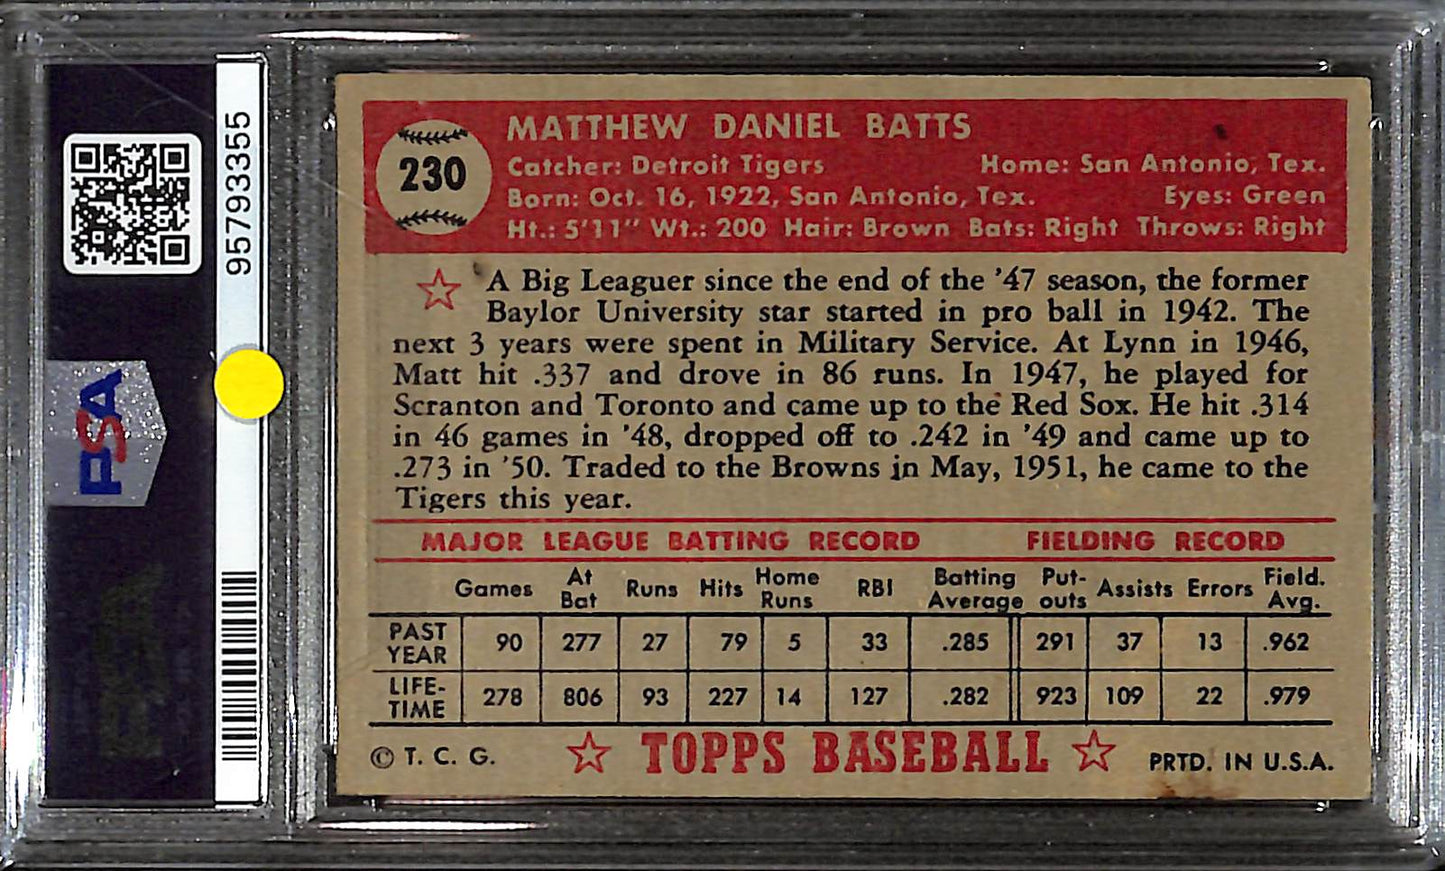 95793355
PSA
230
MATTHEW DANIEL BATTS
Catcher: Detroit Tigers Home: San Antonio, Tex.
Born: Oct. 16, 1922, San Antonio, Tex. Eyes: Green
Ht.: 5'11" Wt.: 200 Hair: Brown Bats: Right Throws: Right
A Big Leaguer since the end of the '47 season, the former
Baylor University star started in pro ball in 1942. The
next 3 years were spent in Military Service. At Lynn in 1946,
Matt hit .337 and drove in 86 runs. In 1947, he played for
Scranton and Toronto and came up to the Red Sox. He hit .314
in 46 games in '48, dropped off to .242 in '49 and came up to
.273 in '50. Traded to the Browns in May, 1951, he came to the
Tigers this year.
MAJOR LEAGUE BATTING RECORD FIELDING RECORD
Games At Bat Runs Hits Home Runs RBI Batting Average Put-outs Assists Errors Field. Avg.
PAST YEAR 90 277 27 79 5 33 .285 291 37 13 .962
LIFE-TIME 278 806 93 227 14 127 .282 923 109 22 .979
© T. C. G. TOPPS BASEBALL PRTD. IN U.S.A.